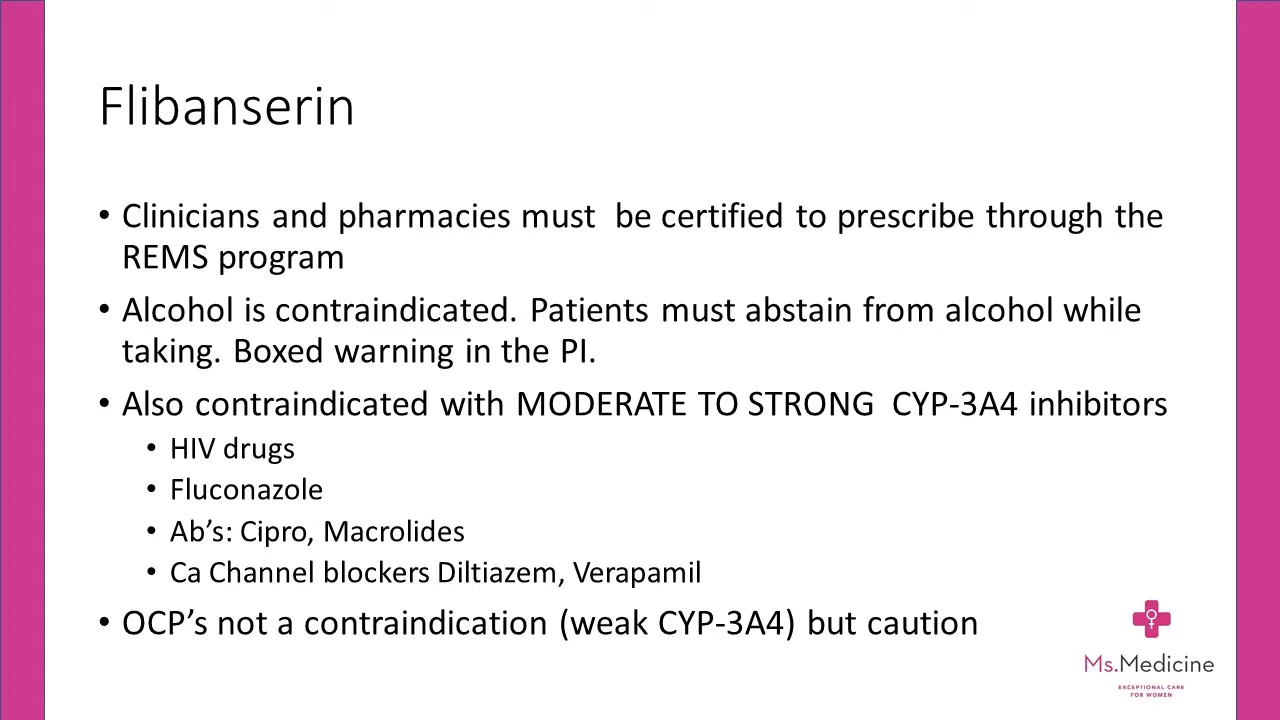 Flibanserin
• Clinicians and pharmacies must  be certified to prescribe through the
REMS program
• Alcohol is contraindicated. Patients must abstain from alcohol while
taking. Boxed warning in the PI.
• Also contraindicated with MODERATE TO STRONG  CYP-3A4 inhibitors
• HIV drugs
• Fluconazole
• Ab’s: Cipro, Macrolides
• Ca Channel blockers Diltiazem, Verapamil
• OCP’s not a contraindication (weak CYP-3A4) but caution
Ms.Medicine
EXCEPTIONAL CARE
FOR WOMEN